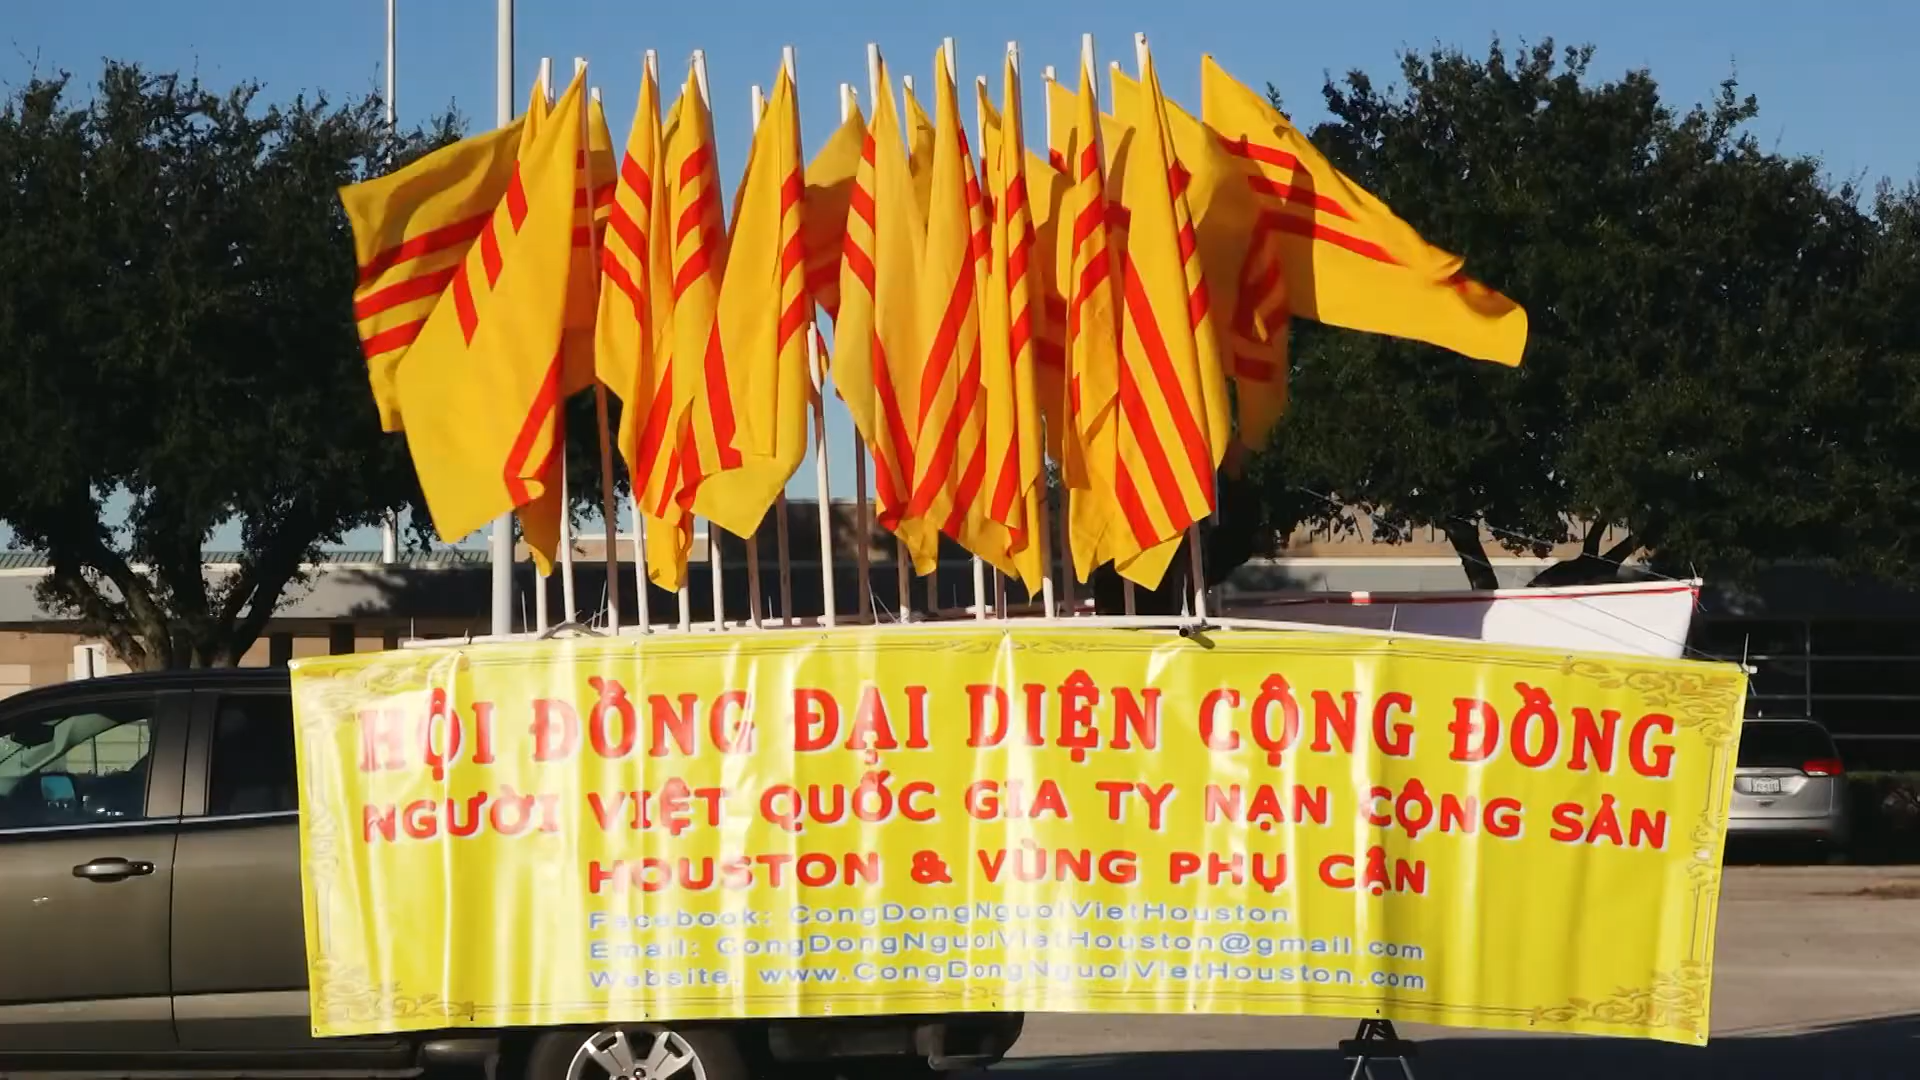 HỘI ĐỒNG ĐẠI DIỆN CỘNG ĐỒNG
NGƯỜI VIỆT QUỐC GIA TỴ NẠN CỘNG SẢN
HOUSTON & VÙNG PHỤ CẬN
Facebook: CongDongNguoiVietHouston
Email: CongDongNguoiVietHouston@gmail.com
Website: www.CongDongNguoiVietHouston.com